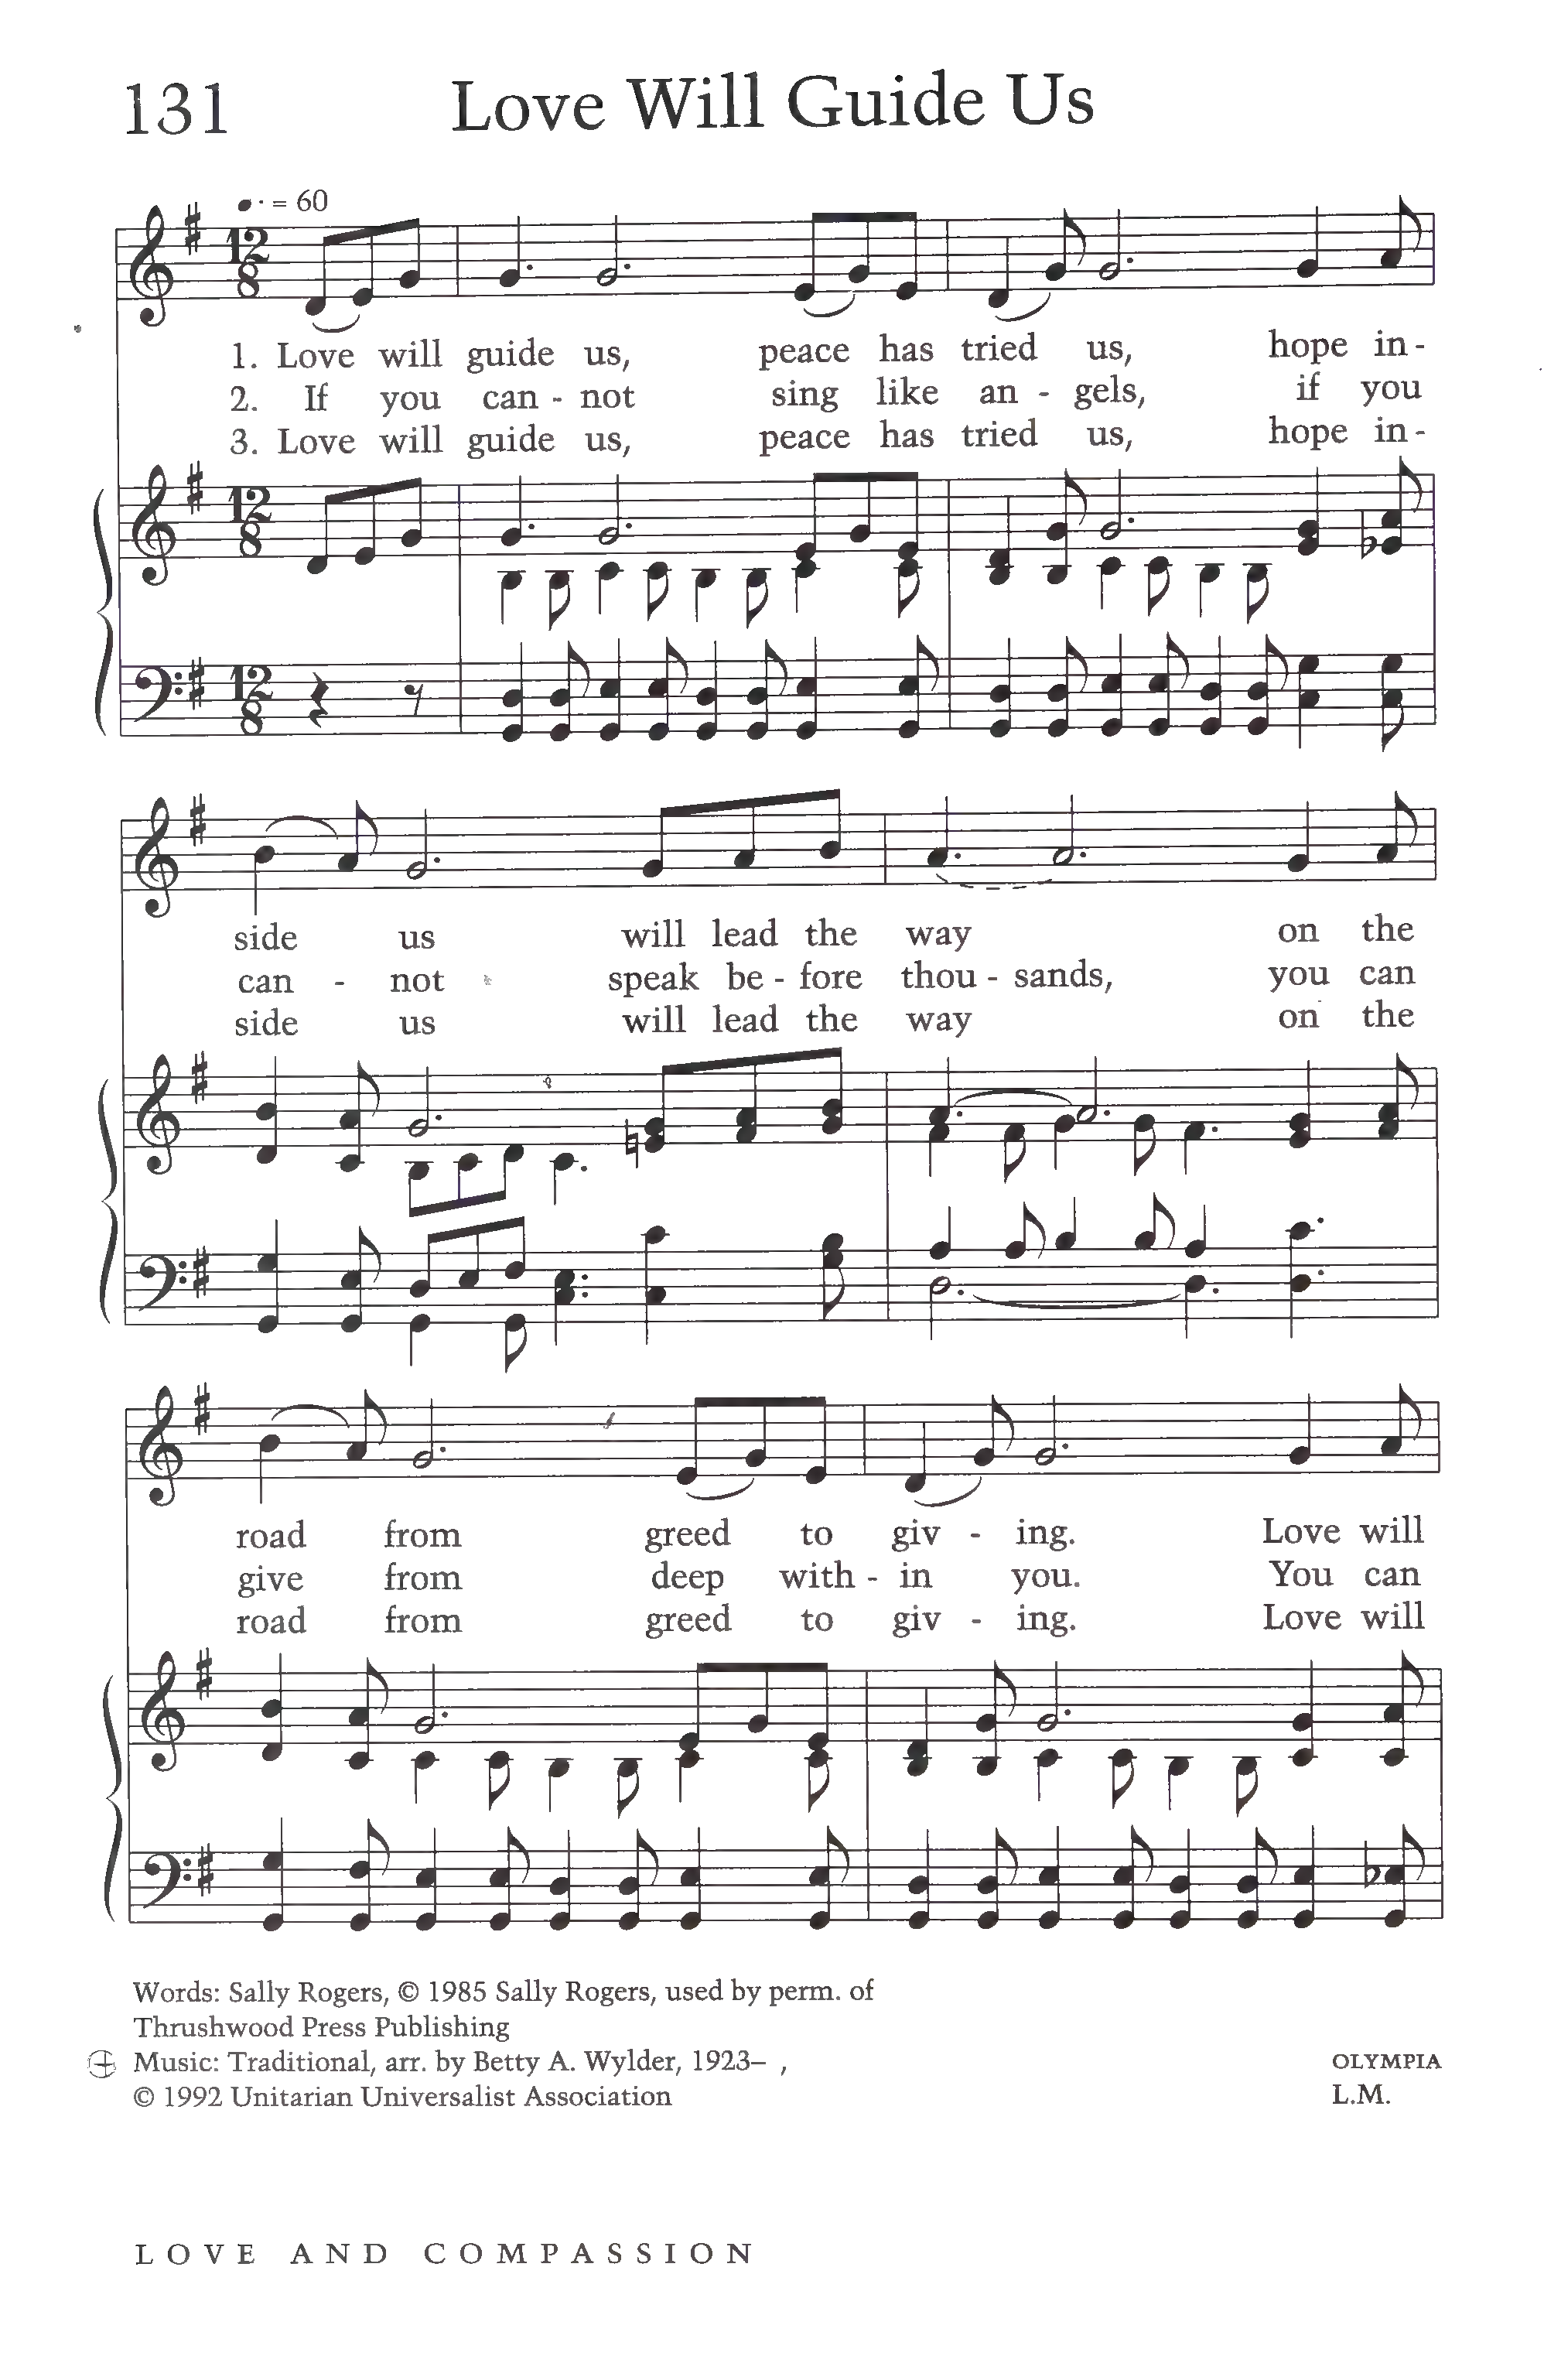 131 Love Will Guide Us
♩. = 60
1. Love will guide us, peace has tried us, hope in-
2. If you can - not sing like an - gels, if you
3. Love will guide us, peace has tried us, hope in-
side us will lead the way on the
can - not speak be - fore thou - sands, you can
side us will lead the way on the
road from greed to giv - ing. Love will
give from deep with - in you. You can
road from greed to giv - ing. Love will
Words: Sally Rogers, © 1985 Sally Rogers, used by perm. of
Thrushwood Press Publishing
Music: Traditional, arr. by Betty A. Wylder, 1923– ,
© 1992 Unitarian Universalist Association
OLYMPIA
L.M.
LOVE AND COMPASSION